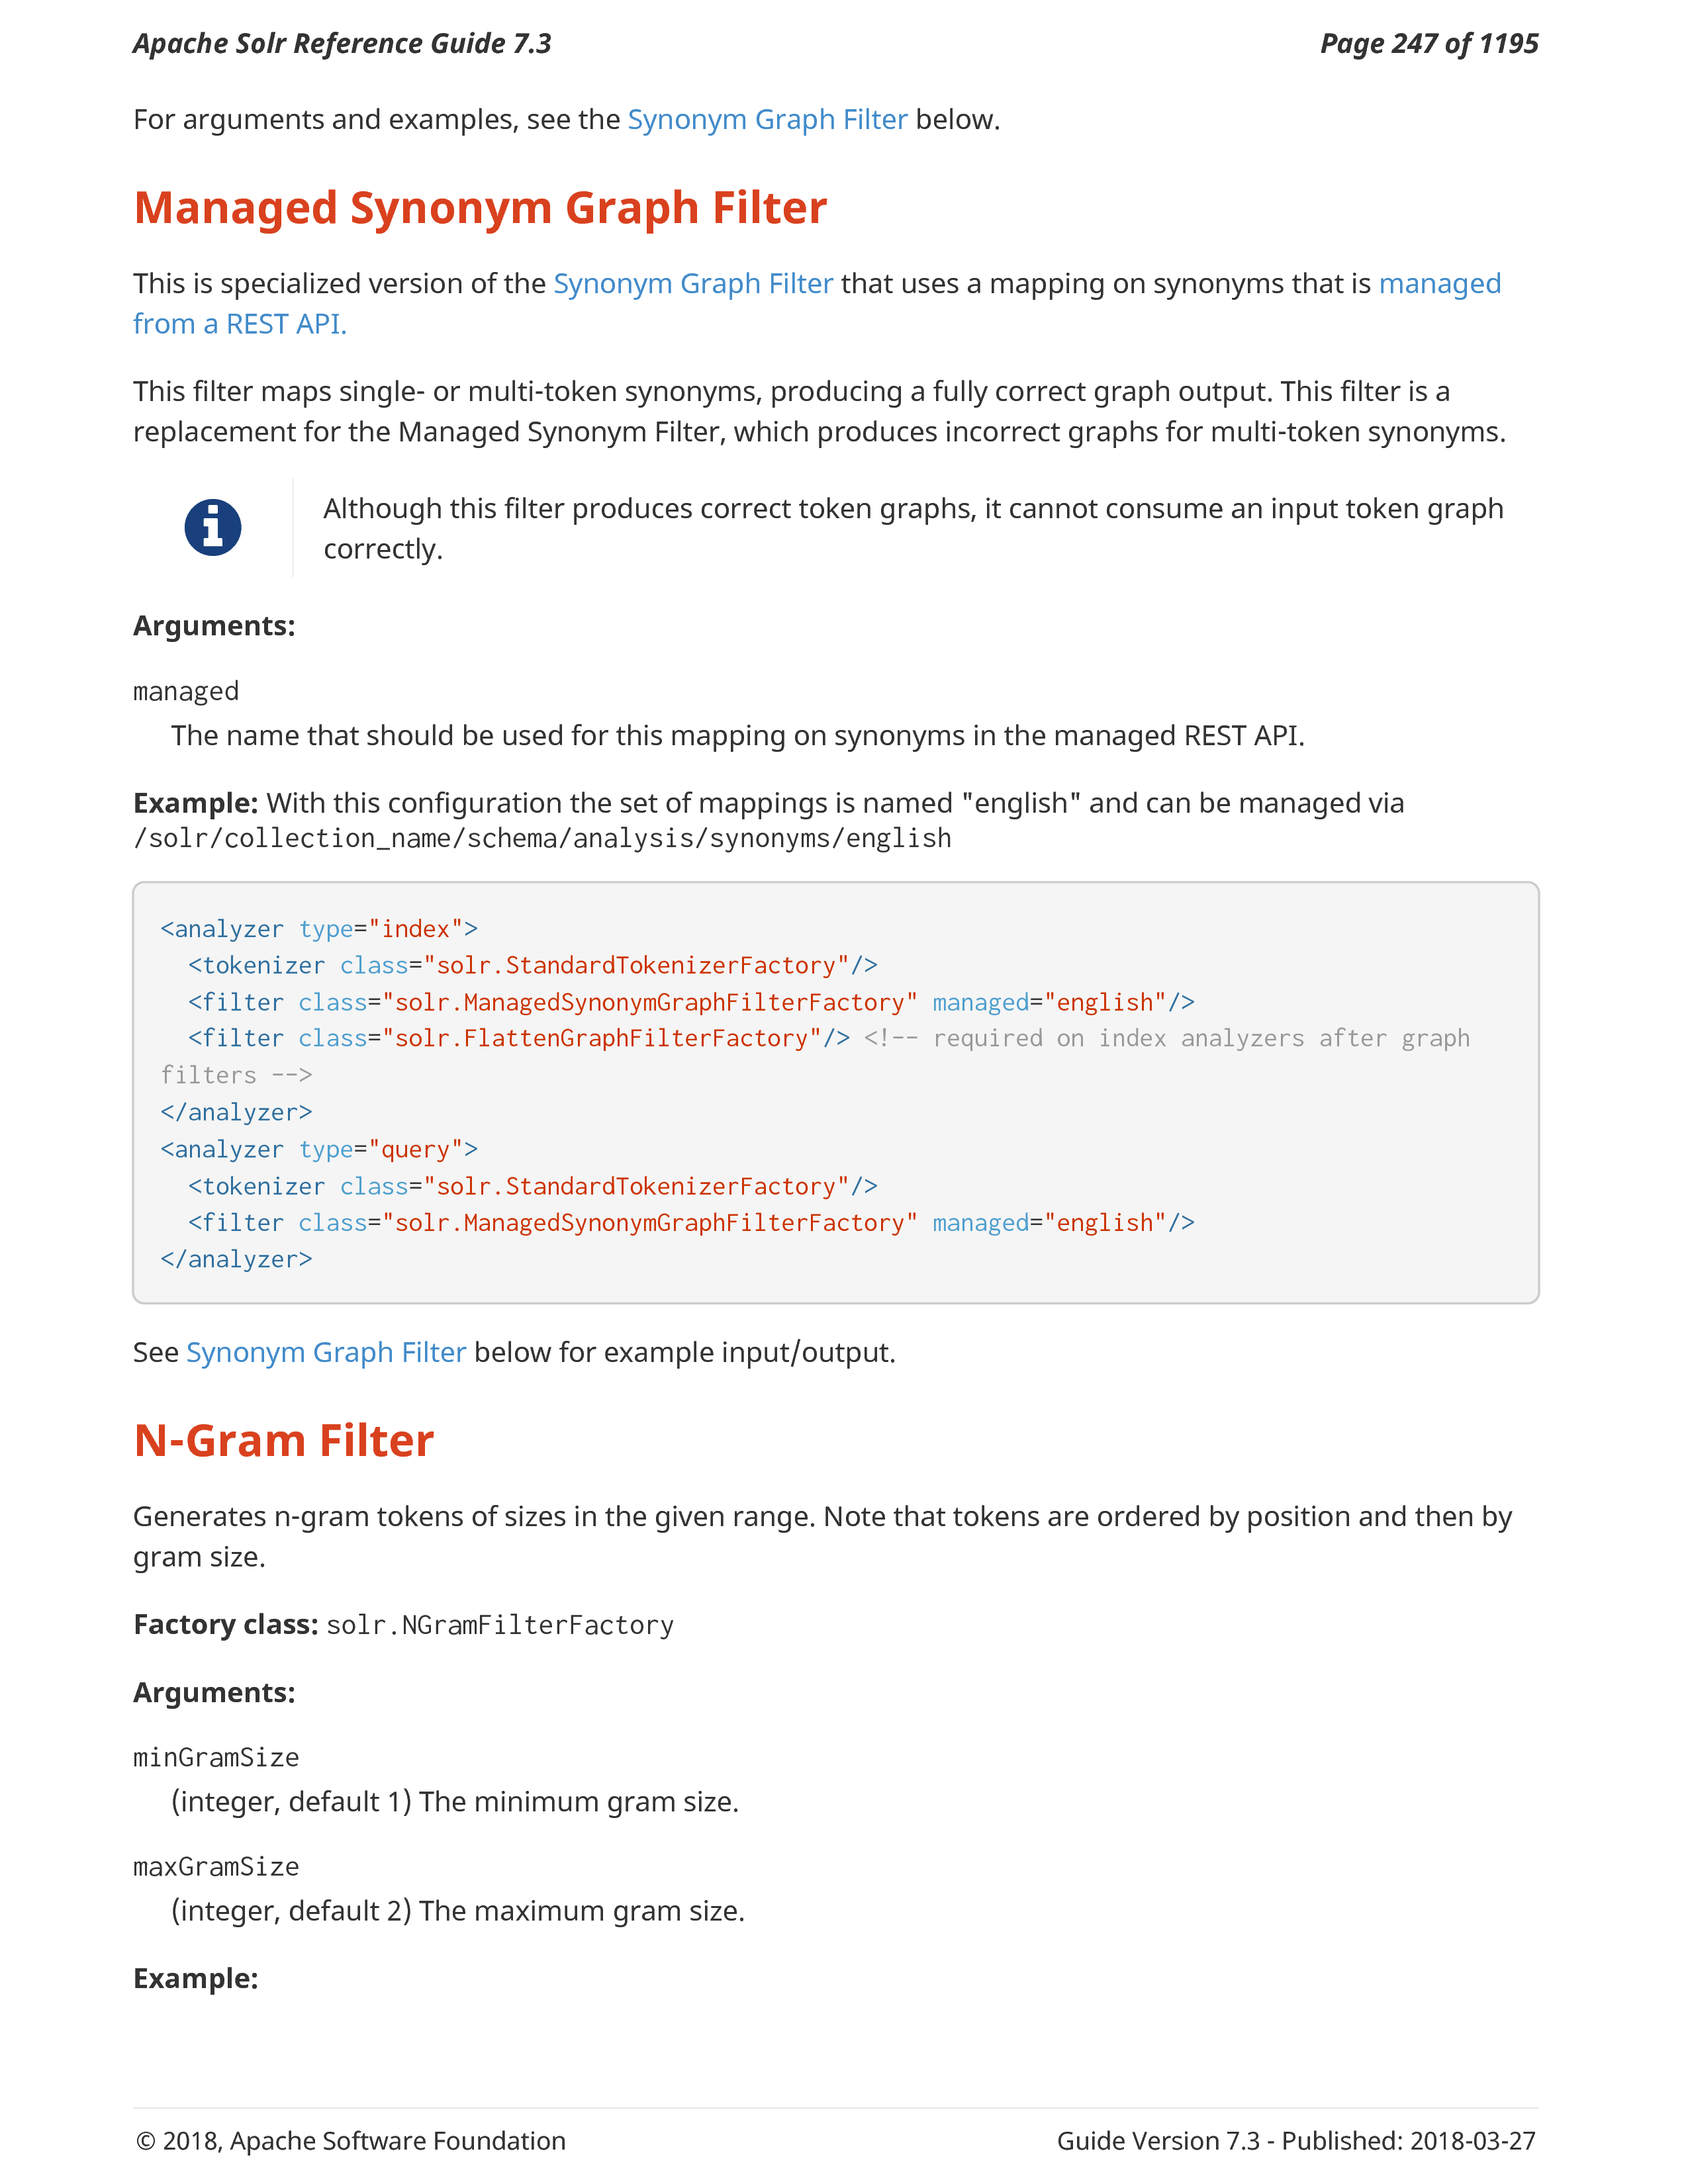 Apache Solr Reference Guide 7.3
Page 247 of 1195
For arguments and examples, see the Synonym Graph Filter below.
Managed Synonym Graph Filter
This is specialized version of the Synonym Graph Filter that uses a mapping on synonyms that is managed
from a REST API.
This filter maps single- or multi-token synonyms, producing a fully correct graph output. This filter is a
replacement for the Managed Synonym Filter, which produces incorrect graphs for multi-token synonyms.
Although this filter produces correct token graphs, it cannot consume an input token graph
correctly.
Arguments:
managed
The name that should be used for this mapping on synonyms in the managed REST API.
Example: With this configuration the set of mappings is named "english" and can be managed via
/solr/collection_name/schema/analysis/synonyms/english
<analyzer type="index">
  <tokenizer class="solr.StandardTokenizerFactory"/>
  <filter class="solr.ManagedSynonymGraphFilterFactory" managed="english"/>
  <filter class="solr.FlattenGraphFilterFactory"/> <!-- required on index analyzers after graph
filters -->
</analyzer>
<analyzer type="query">
  <tokenizer class="solr.StandardTokenizerFactory"/>
  <filter class="solr.ManagedSynonymGraphFilterFactory" managed="english"/>
</analyzer>
See Synonym Graph Filter below for example input/output.
N-Gram Filter
Generates n-gram tokens of sizes in the given range. Note that tokens are ordered by position and then by
gram size.
Factory class: solr.NGramFilterFactory
Arguments:
minGramSize
(integer, default 1) The minimum gram size.
maxGramSize
(integer, default 2) The maximum gram size.
Example:
© 2018, Apache Software Foundation
Guide Version 7.3 - Published: 2018-03-27